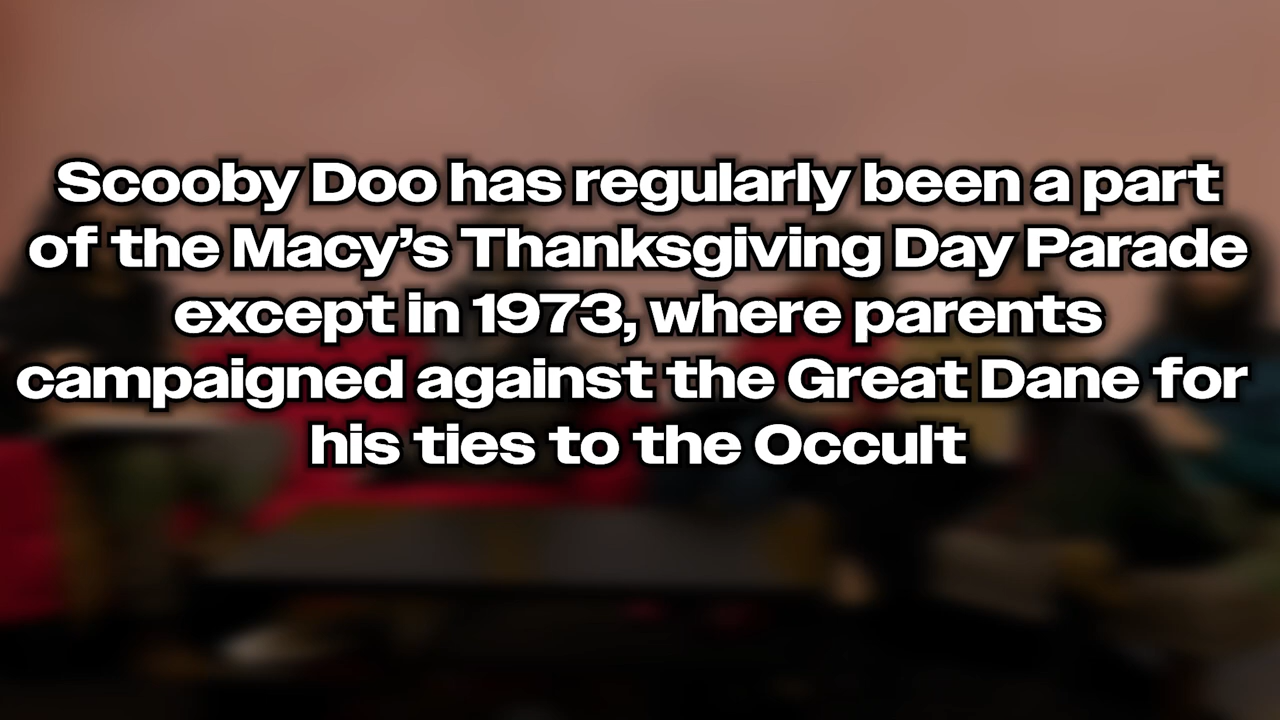 Scooby Doo has regularly been a part
of the Macy’s Thanksgiving Day Parade
except in 1973, where parents
campaigned against the Great Dane for
his ties to the Occult